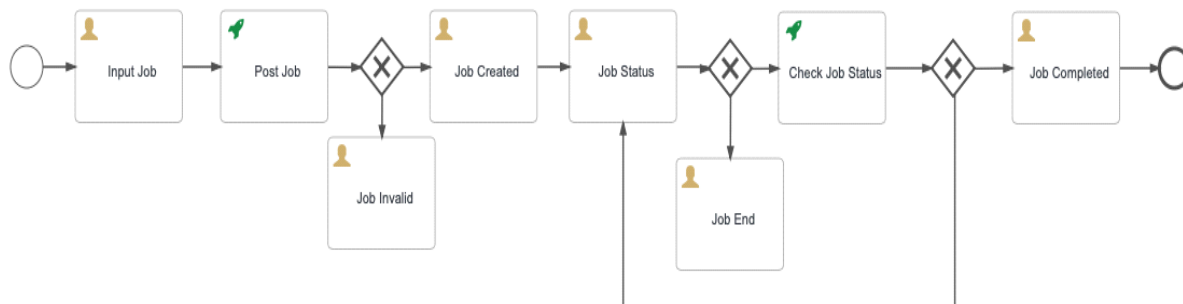 Input Job
Post Job
Job Created
Job Status
Check Job Status
Job Completed
Job Invalid
Job End